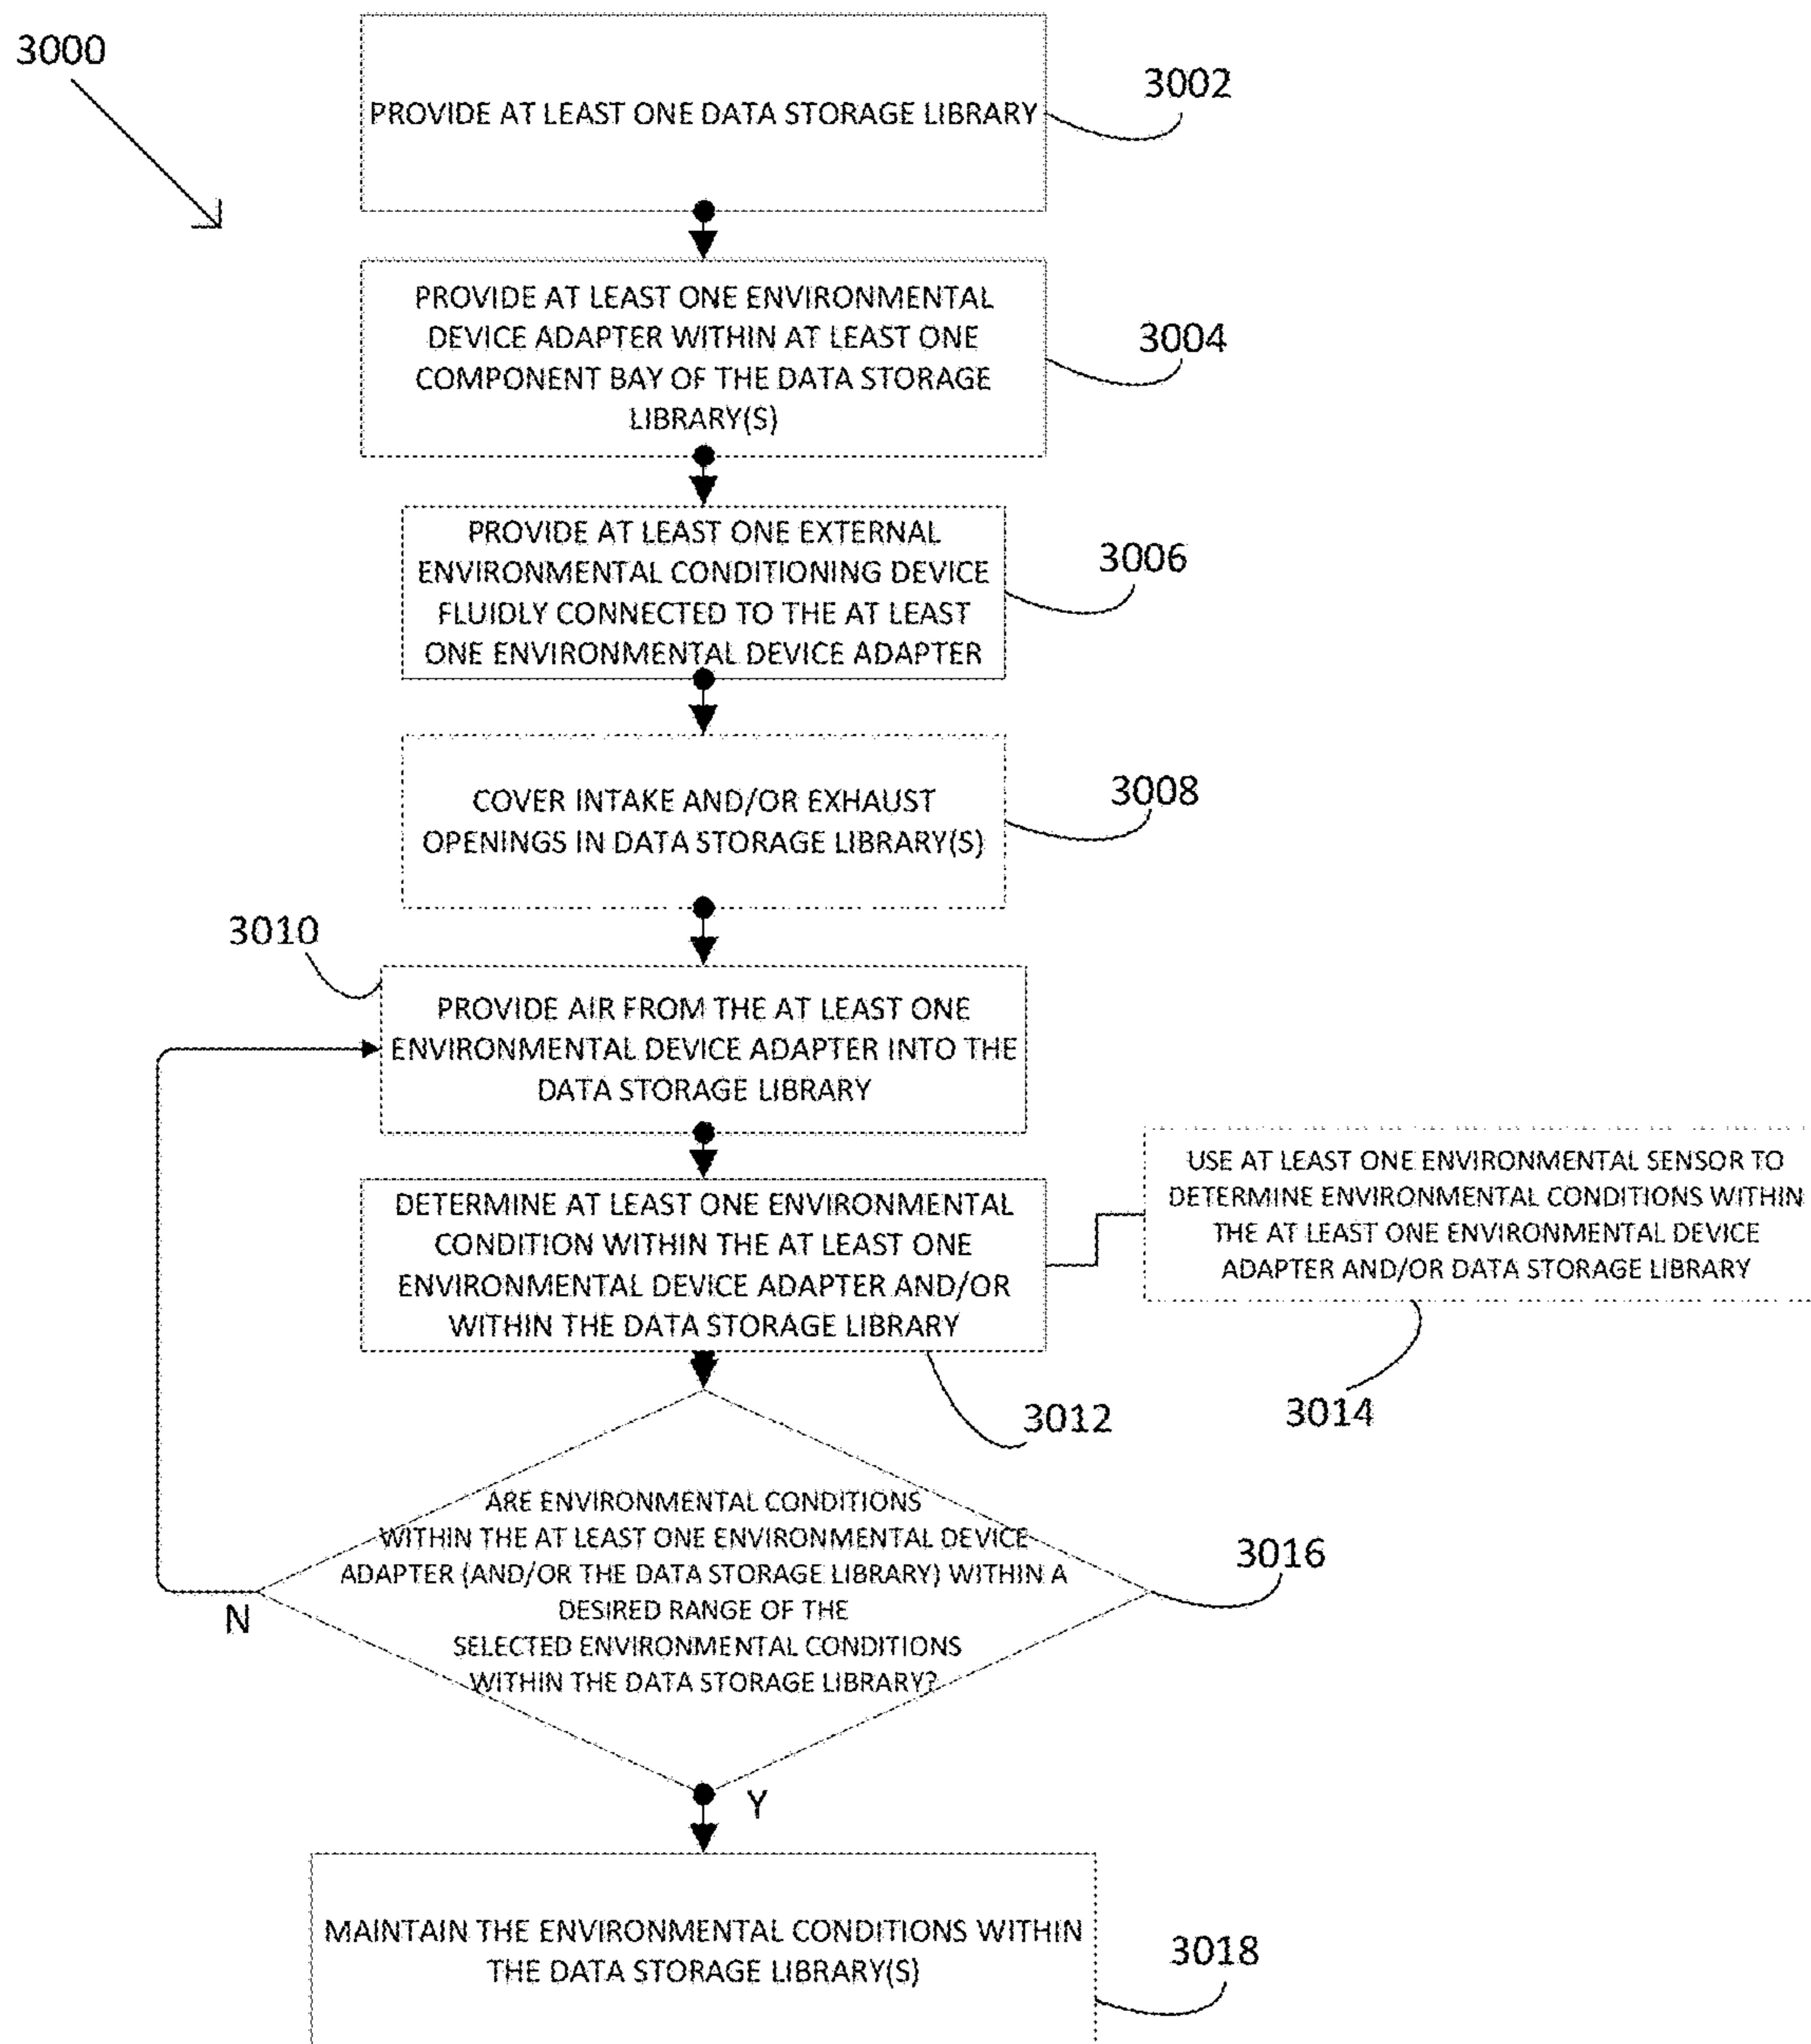 3000
PROVIDE AT LEAST ONE DATA STORAGE LIBRARY
3002
PROVIDE AT LEAST ONE ENVIRONMENTAL
DEVICE ADAPTER WITHIN AT LEAST ONE
COMPONENT BAY OF THE DATA STORAGE
LIBRARY(S)
3004
PROVIDE AT LEAST ONE EXTERNAL
ENVIRONMENTAL CONDITIONING DEVICE
FLUIDLY CONNECTED TO THE AT LEAST
ONE ENVIRONMENTAL DEVICE ADAPTER
3006
COVER INTAKE AND/OR EXHAUST
OPENINGS IN DATA STORAGE LIBRARY(S)
3008
3010
PROVIDE AIR FROM THE AT LEAST ONE
ENVIRONMENTAL DEVICE ADAPTER INTO THE
DATA STORAGE LIBRARY
DETERMINE AT LEAST ONE ENVIRONMENTAL
CONDITION WITHIN THE AT LEAST ONE
ENVIRONMENTAL DEVICE ADAPTER AND/OR
WITHIN THE DATA STORAGE LIBRARY
3012
USE AT LEAST ONE ENVIRONMENTAL SENSOR TO
DETERMINE ENVIRONMENTAL CONDITIONS WITHIN
THE AT LEAST ONE ENVIRONMENTAL DEVICE
ADAPTER AND/OR DATA STORAGE LIBRARY
3014
ARE ENVIRONMENTAL CONDITIONS
WITHIN THE AT LEAST ONE ENVIRONMENTAL DEVICE
ADAPTER (AND/OR THE DATA STORAGE LIBRARY) WITHIN A
DESIRED RANGE OF THE
SELECTED ENVIRONMENTAL CONDITIONS
WITHIN THE DATA STORAGE LIBRARY?
3016
N
Y
MAINTAIN THE ENVIRONMENTAL CONDITIONS WITHIN
THE DATA STORAGE LIBRARY(S)
3018